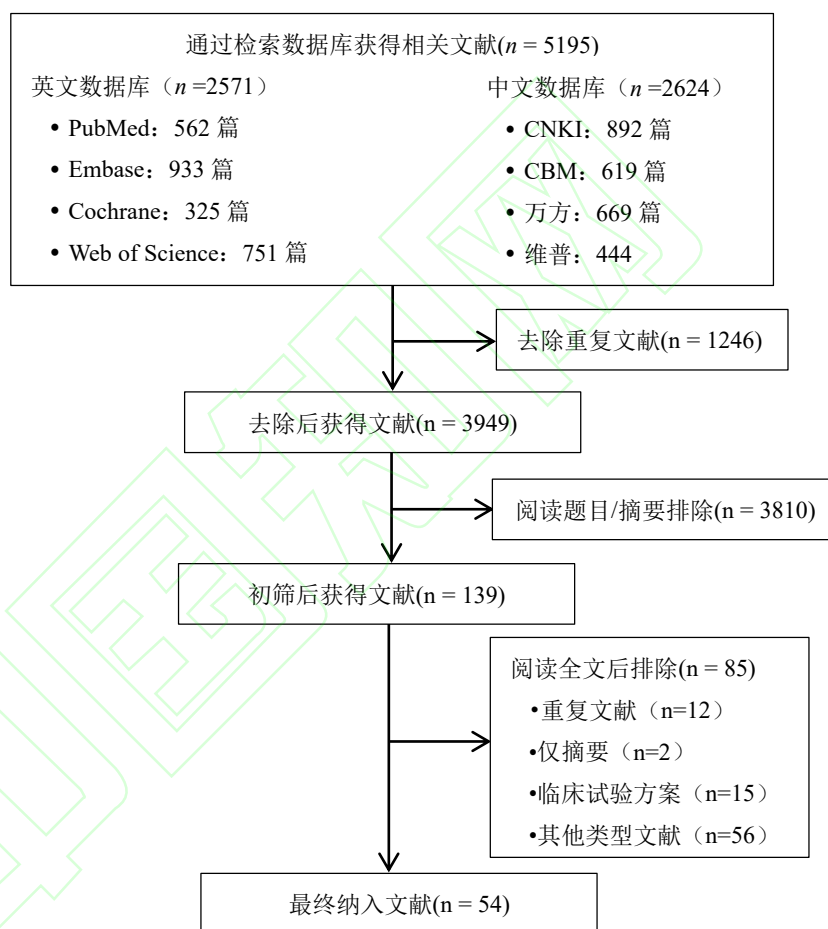 通过检索数据库获得相关文献(n = 5195)
英文数据库（n =2571）
• PubMed：562 篇
• Embase：933 篇
• Cochrane：325 篇
• Web of Science：751 篇
中文数据库（n =2624）
• CNKI：892 篇
• CBM：619 篇
• 万方：669 篇
• 维普：444
去除重复文献(n = 1246)
去除后获得文献(n = 3949)
阅读题目/摘要排除(n = 3810)
初筛后获得文献(n = 139)
阅读全文后排除(n = 85)
•重复文献（n=12）
•仅摘要（n=2）
•临床试验方案（n=15）
•其他类型文献（n=56）
最终纳入文献(n = 54)